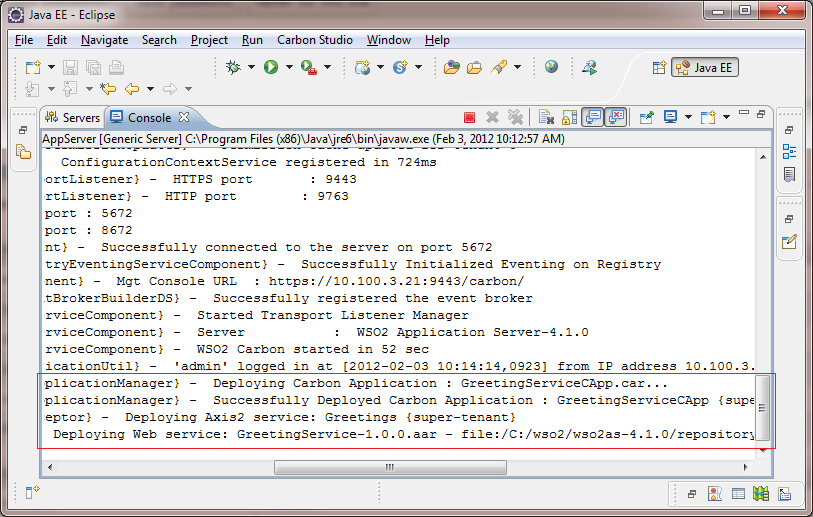 Java EE - Eclipse
File Edit Navigate Search Project Run Carbon Studio Window Help
Java EE
Servers Console
AppServer [Generic Server] C:\Program Files (x86)\Java\jre6\bin\javaw.exe (Feb 3, 2012 10:12:57 AM)
ConfigurationContextService registered in 724ms
ortListener} - HTTPS port : 9443
ortListener} - HTTP port : 9763
port : 5672
port : 8672
nt} - Successfully connected to the server on port 5672
tryEventingServiceComponent} - Successfully Initialized Eventing on Registry
nent} - Mgt Console URL : https://10.100.3.21:9443/carbon/
tBrokerBuilderDS} - Successfully registered the event broker
rviceComponent} - Started Transport Listener Manager
rviceComponent} - Server : WSO2 Application Server-4.1.0
rviceComponent} - WSO2 Carbon started in 52 sec
icationUtil} - 'admin' logged in at [2012-02-03 10:14:14,0923] from IP address 10.100.3.
plicationManager} - Deploying Carbon Application : GreetingServiceCApp.car...
plicationManager} - Successfully Deployed Carbon Application : GreetingServiceCApp {supe
eptor} - Deploying Axis2 service: Greetings {super-tenant}
Deploying Web service: GreetingService-1.0.0.aar - file:/C:/wso2/wso2as-4.1.0/repository